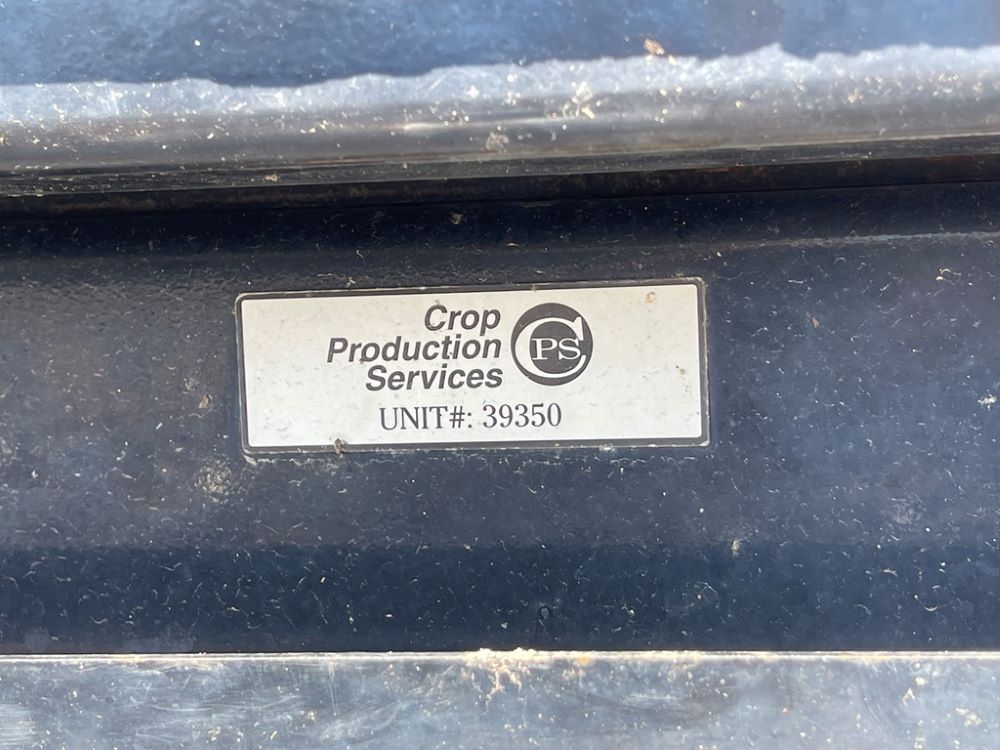 Crop
Production
Services
CPS
UNIT#: 39350